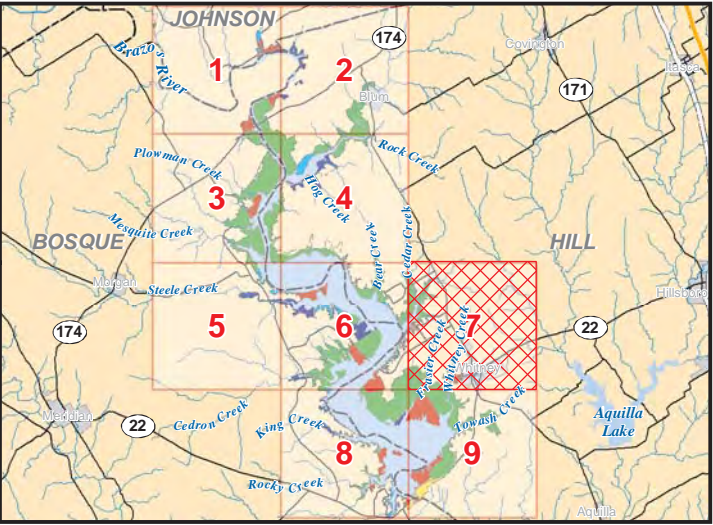 JOHNSON
174
Covington
Brazos River
1
2
Itasca
171
Blum
Plowman Creek
Rock Creek
3
Hog Creek
4
Mesquite Creek
BOSQUE
Bear Creek
Cedar Creek
HILL
Morgan
Steele Creek
Hillsboro
174
5
6
7
22
Frasier Creek
Whitney Creek
Whitney
Meridian
22
Cedron Creek
King Creek
Towash Creek
Aquilla
Lake
8
9
Rocky Creek
Aquilla